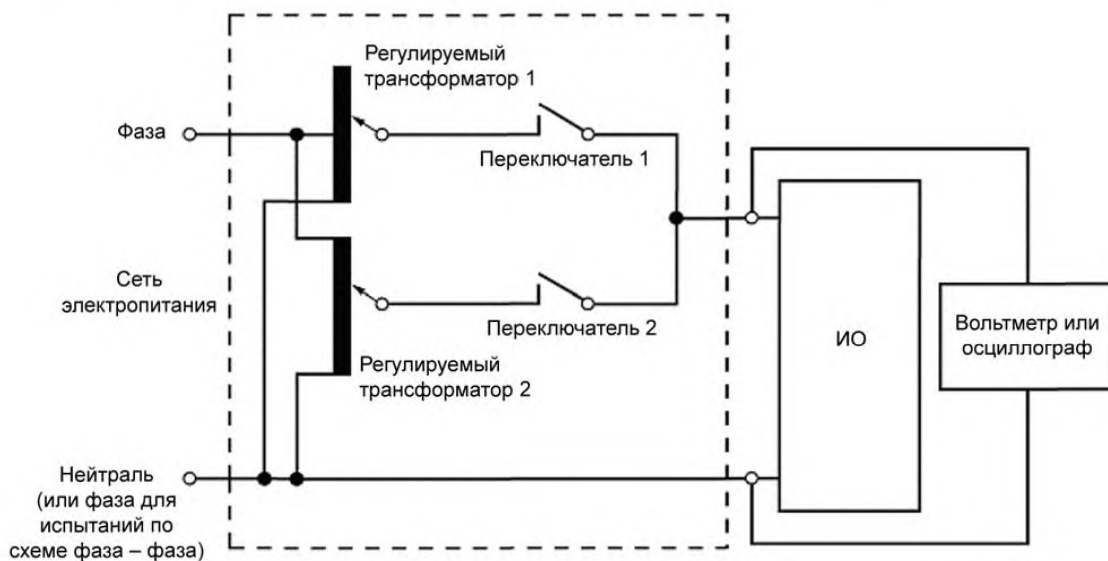 Регулируемый
трансформатор 1
Фаза
Переключатель 1
Сеть
электропитания
Переключатель 2
ИО
Вольтметр или
осциллограф
Регулируемый
трансформатор 2
Нейтраль
(или фаза для
испытаний по
схеме фаза – фаза)